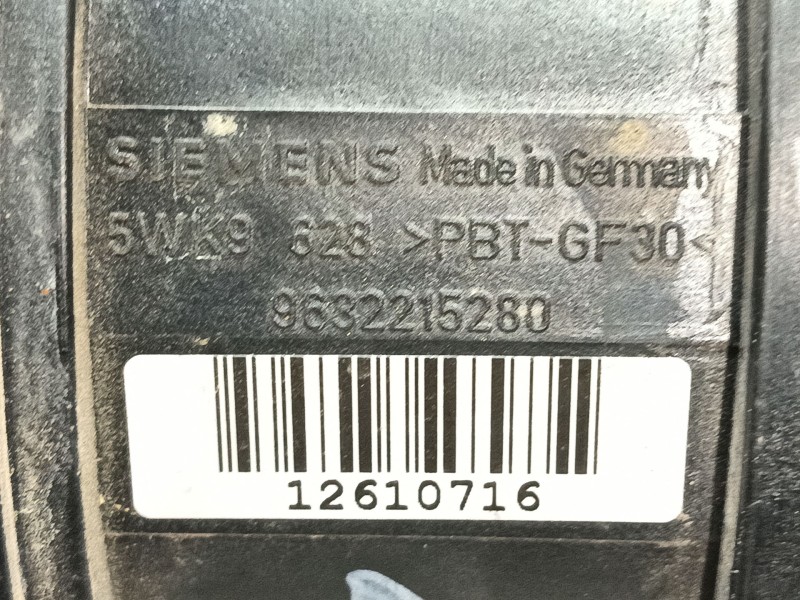 SIEMENS Made in Germany
5WK9 628 >PBT-GF30<
9632215280
12610716